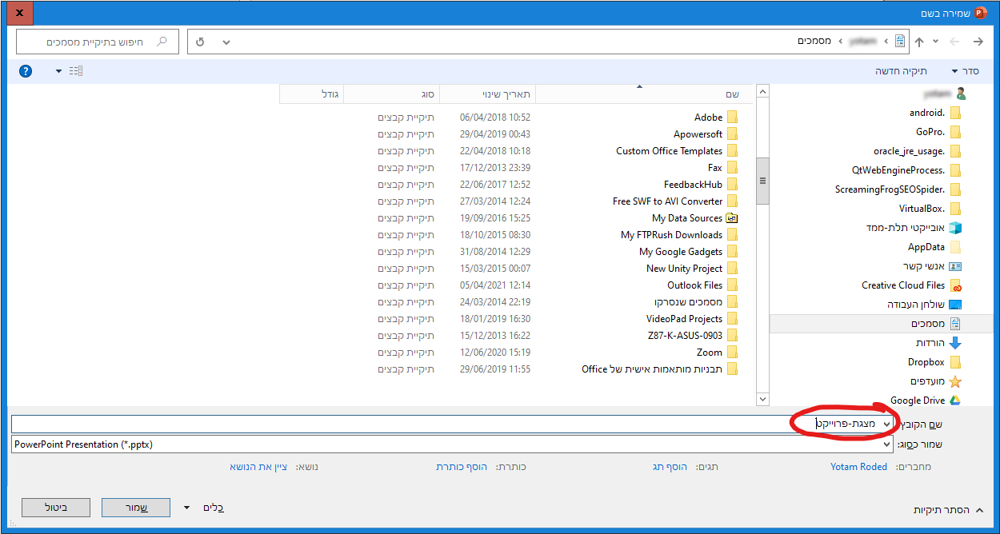 שמירה בשם
מסמכים
חיפוש בתיקיית מסמכים
סדר
תיקיה חדשה
android.
GoPro.
oracle_jre_usage.
QtWebEngineProcess.
ScreamingFrogSEOSpider.
VirtualBox.
אובייקטי תלת-ממד
AppData
אנשי קשר
Creative Cloud Files
שולחן העבודה
מסמכים
הורדות
Dropbox
מועדפים
Google Drive
שם תאריך שינוי סוג גודל
Adobe 06/04/2018 10:52 תיקיית קבצים
Apowersoft 29/04/2019 00:43 תיקיית קבצים
Custom Office Templates 22/04/2018 10:18 תיקיית קבצים
Fax 17/12/2013 23:39 תיקיית קבצים
FeedbackHub 22/06/2017 12:52 תיקיית קבצים
Free SWF to AVI Converter 27/03/2014 12:24 תיקיית קבצים
My Data Sources 19/09/2016 15:25 תיקיית קבצים
My FTPRush Downloads 18/10/2015 08:30 תיקיית קבצים
My Google Gadgets 31/08/2014 12:29 תיקיית קבצים
New Unity Project 15/03/2015 00:07 תיקיית קבצים
Outlook Files 05/04/2021 12:14 תיקיית קבצים
מסמכים שנסרקו 24/03/2014 22:19 תיקיית קבצים
VideoPad Projects 18/01/2019 16:30 תיקיית קבצים
Z87-K-ASUS-0903 15/12/2013 16:22 תיקיית קבצים
Zoom 12/06/2020 15:19 תיקיית קבצים
תבניות מותאמות אישית של Office 29/06/2019 11:55 תיקיית קבצים
שם הקובץ: מצגת-פרוייקט
שמור כסוג: PowerPoint Presentation (*.pptx)
מחברים: Yotam Roded תגים: הוסף תג כותרת: הוסף כותרת נושא: ציין את הנושא
הסתר תיקיות כלים שמור ביטול